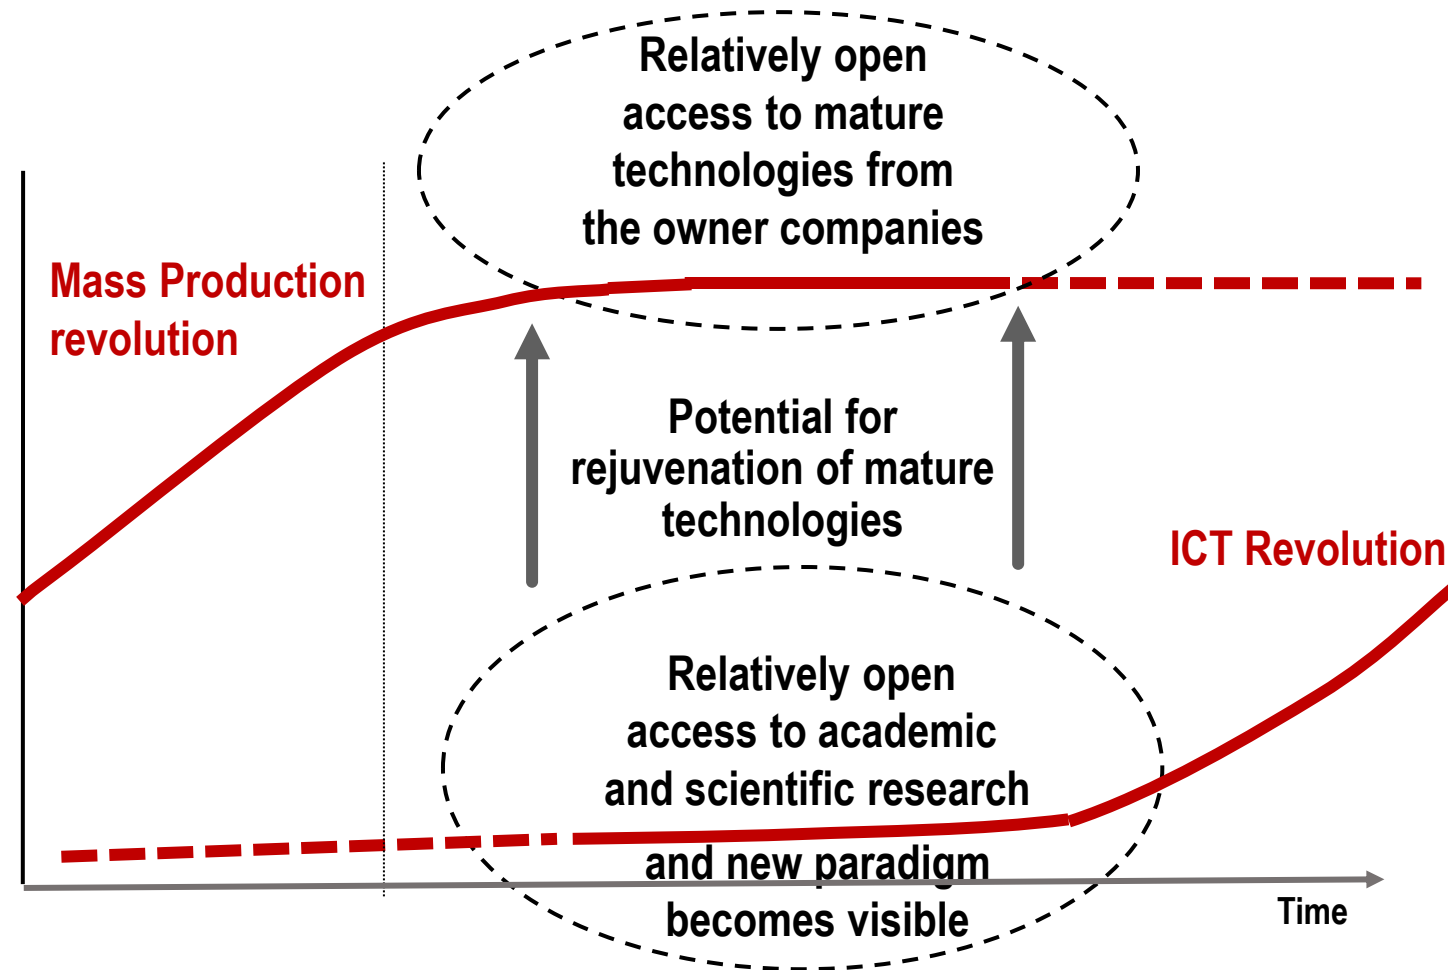 Relatively open
access to mature
technologies from
the owner companies
Mass Production
revolution
Potential for
rejuvenation of mature
technologies
ICT Revolution
Relatively open
access to academic
and scientific research
and new paradigm
becomes visible
Time